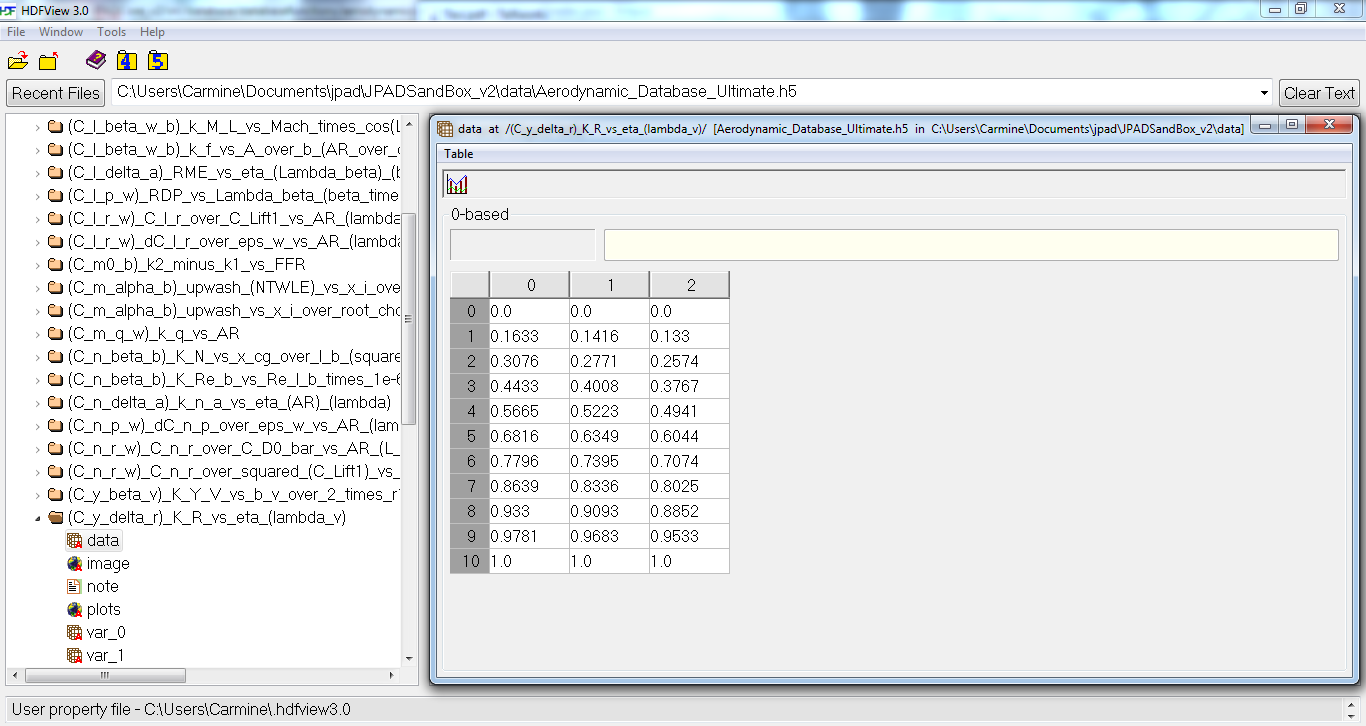 HDFView 3.0
File Window Tools Help
Recent Files C:\Users\Carmine\Documents\jpad\JPADSandBox_v2\data\Aerodynamic_Database_Ultimate.h5 Clear Text
(C_l_beta_w_b)_k_M_L_vs_Mach_times_cos(L
(C_l_beta_w_b)_k_f_vs_A_over_b_(AR_over_c
(C_l_delta_a)_RME_vs_eta_(Lambda_beta)_(b
(C_l_p_w)_RDP_vs_Lambda_beta_(beta_time
(C_l_r_w)_C_l_r_over_C_Lift1_vs_AR_(lambda
(C_l_r_w)_dC_l_r_over_eps_w_vs_AR_(lambda
(C_m0_b)_k2_minus_k1_vs_FFR
(C_m_alpha_b)_upwash_(NTWLE)_vs_x_i_ove
(C_m_alpha_b)_upwash_vs_x_i_over_root_cho
(C_m_q_w)_k_q_vs_AR
(C_n_beta_b)_K_N_vs_x_cg_over_l_b_(square
(C_n_beta_b)_K_Re_b_vs_Re_l_b_times_1e-6
(C_n_delta_a)_k_n_a_vs_eta_(AR)_(lambda)
(C_n_p_w)_dC_n_p_over_eps_w_vs_AR_(lam
(C_n_r_w)_C_n_r_over_C_D0_bar_vs_AR_(L_
(C_n_r_w)_C_n_r_over_squared_(C_Lift1)_vs_
(C_y_beta_v)_K_Y_V_vs_b_v_over_2_times_r1
(C_y_delta_r)_K_R_vs_eta_(lambda_v)
data
image
note
plots
var_0
var_1
data at /(C_y_delta_r)_K_R_vs_eta_(lambda_v)/ [Aerodynamic_Database_Ultimate.h5 in C:\Users\Carmine\Documents\jpad\JPADSandBox_v2\data]
Table
0-based
0 1 2
0 0.0 0.0 0.0
1 0.1633 0.1416 0.133
2 0.3076 0.2771 0.2574
3 0.4433 0.4008 0.3767
4 0.5665 0.5223 0.4941
5 0.6816 0.6349 0.6044
6 0.7796 0.7395 0.7074
7 0.8639 0.8336 0.8025
8 0.933 0.9093 0.8852
9 0.9781 0.9683 0.9533
10 1.0 1.0 1.0
User property file - C:\Users\Carmine\.hdfview3.0